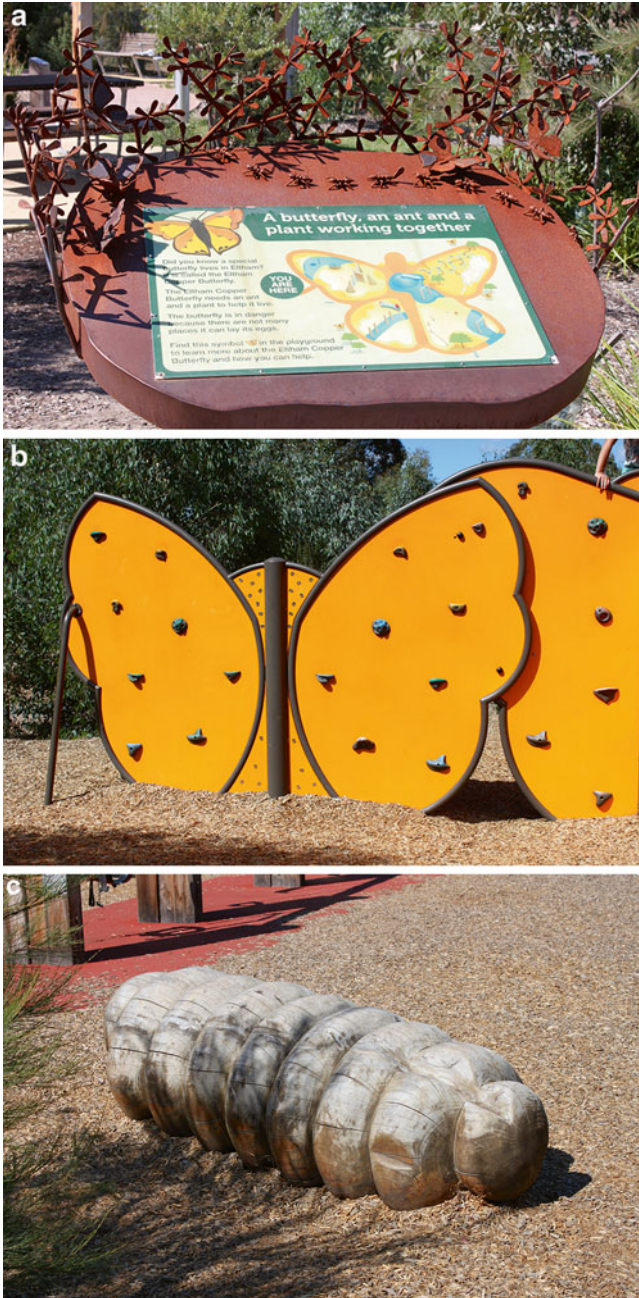 a
A butterfly, an ant and a
plant working together
Did you know a special
butterfly lives in Eltham?
It is called the Eltham
Copper Butterfly.
The Eltham Copper
Butterfly needs an ant
and a plant to help it live.
The butterfly is in danger
because there are not many
places it can lay its eggs.
Find this symbol in the playground
to learn more about the Eltham Copper
Butterfly and how you can help.
YOU
ARE
HERE
b
c